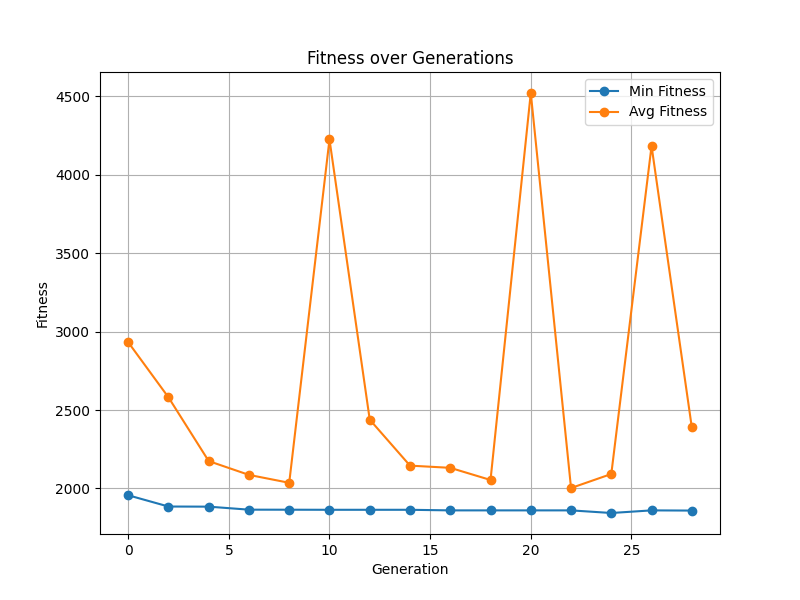 Fitness over Generations
Min Fitness
Avg Fitness
4500
4000
3500
3000
2500
2000
Fitness
0 5 10 15 20 25
Generation